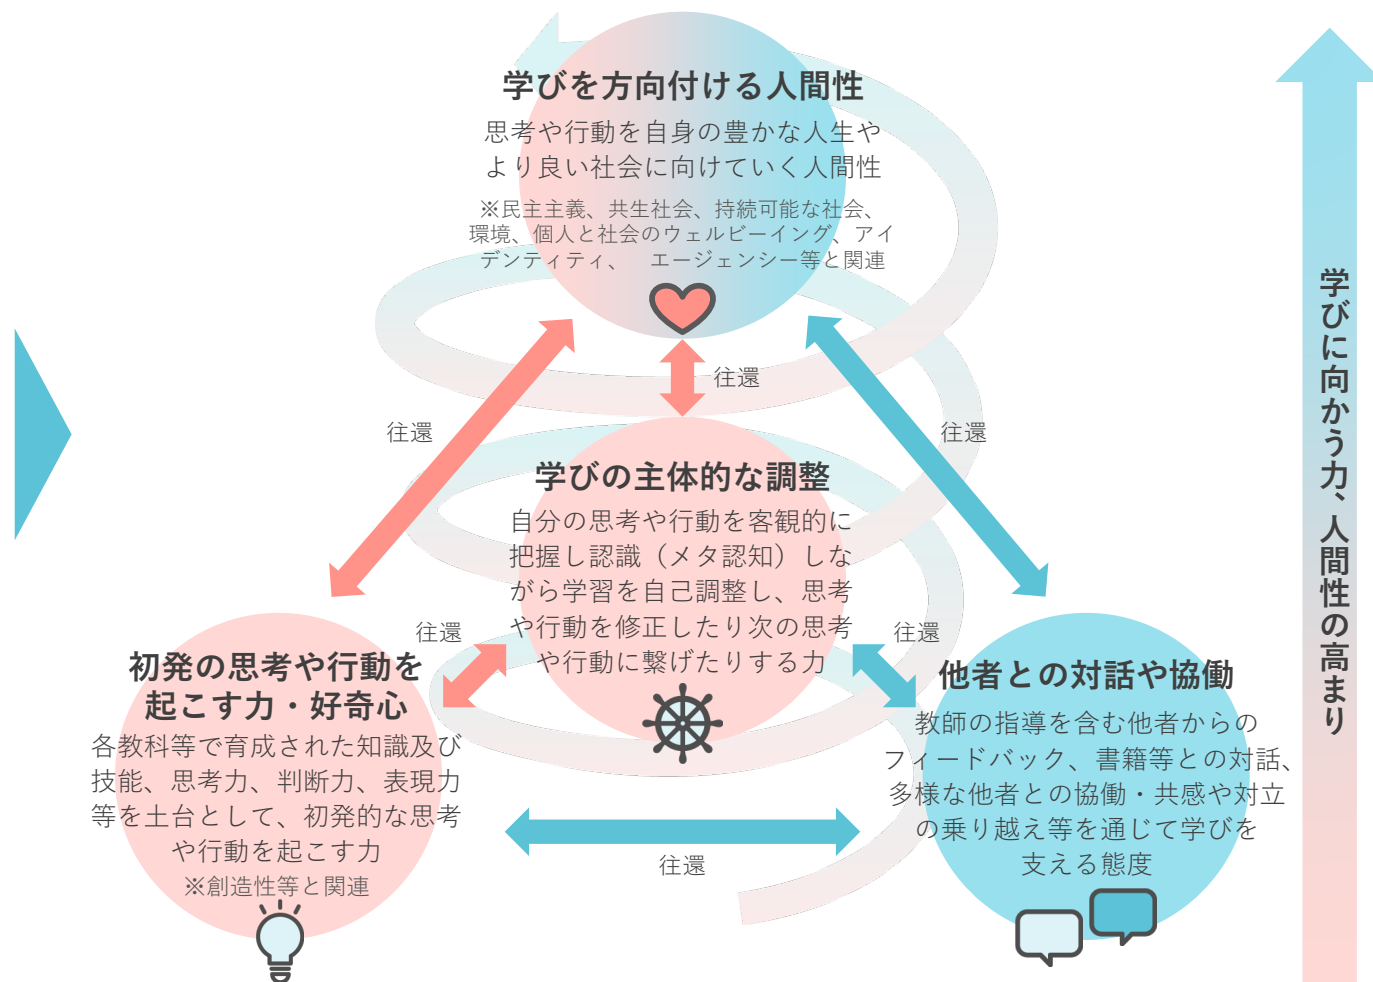 学びを方向付ける人間性
思考や行動を自身の豊かな人生や
より良い社会に向けていく人間性
※民主主義、共生社会、持続可能な社会、
環境、個人と社会のウェルビーイング、アイ
デンティティ、　エージェンシー等と関連
往還
往還
往還
学びの主体的な調整
自分の思考や行動を客観的に
把握し認識（メタ認知）しな
がら学習を自己調整し、思考
や行動を修正したり次の思考
や行動に繋げたりする力
往還
往還
初発の思考や行動を
起こす力・好奇心
各教科等で育成された知識及び
技能、思考力、判断力、表現力
等を土台として、初発的な思考
や行動を起こす力
※創造性等と関連
他者との対話や協働
教師の指導を含む他者からの
フィードバック、書籍等との対話、
多様な他者との協働・共感や対立
の乗り越え等を通じて学びを
支える態度
往還
学びに向かう力、人間性の高まり